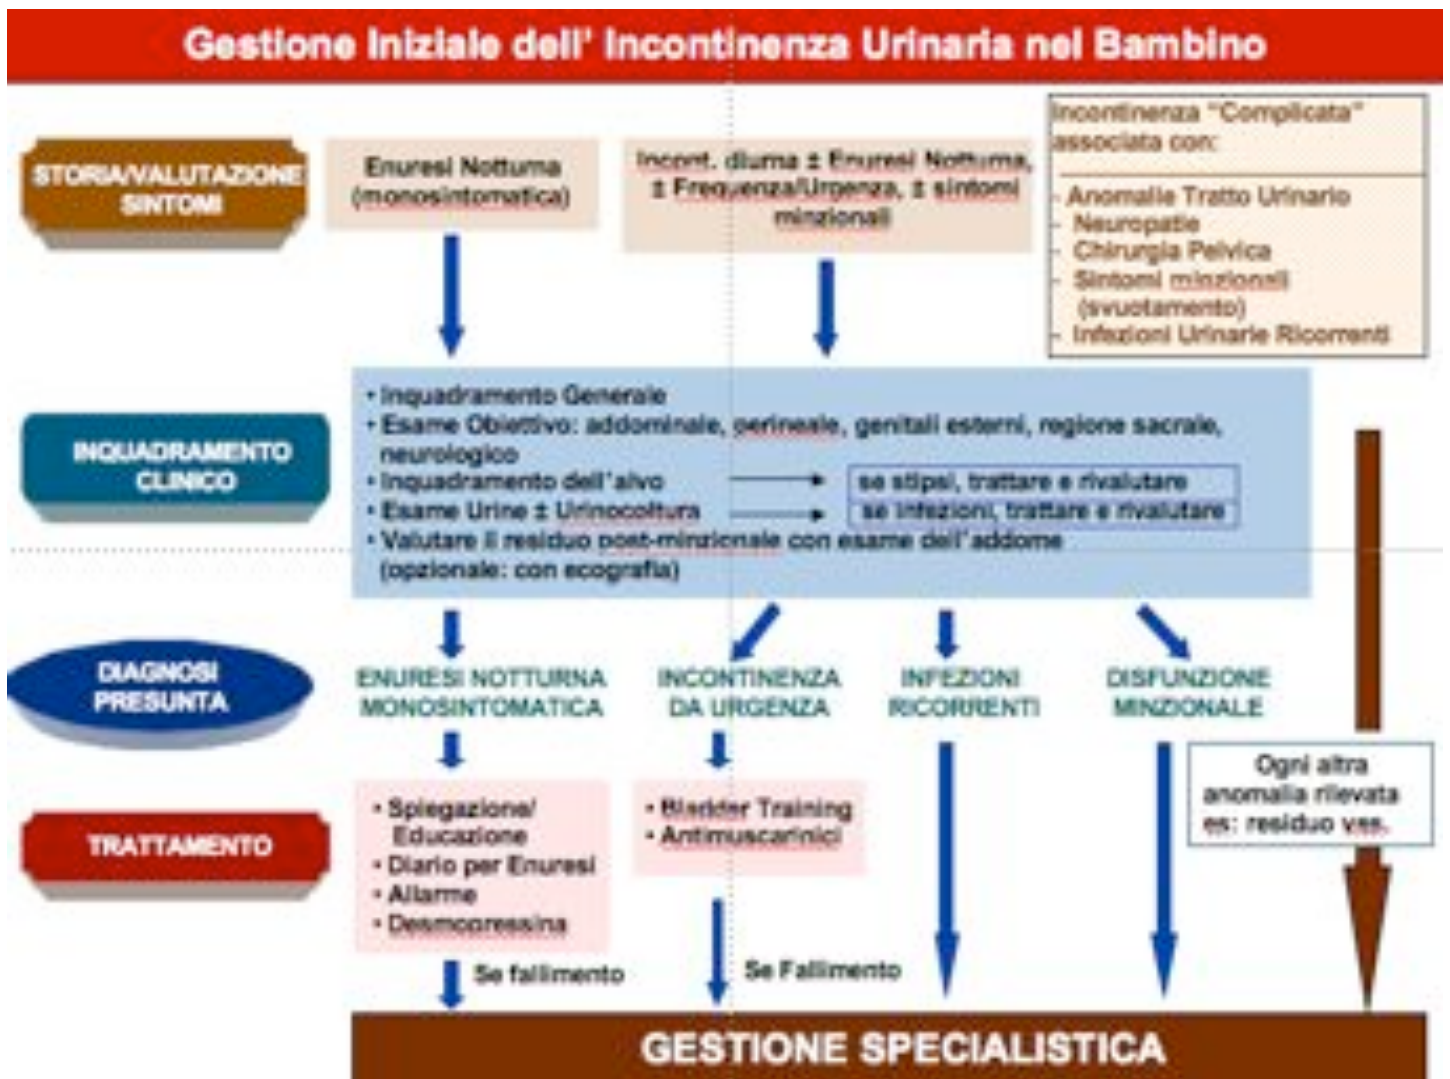 Gestione Iniziale dell' Incontinenza Urinaria nel Bambino
STORIA/VALUTAZIONE
SINTOMI
Enuresi Notturna
(monosintomatica)
Incont. diurna ± Enuresi Notturna,
± Frequenza/Urgenza, ± sintomi
minzionali
Incontinenza "Complicata"
associata con:
- Anomalie Tratto Urinario
- Neuropatie
- Chirurgia Pelvica
- Sintomi minzionali
(svuotamento)
- Infezioni Urinarie Ricorrenti
INQUADRAMENTO
CLINICO
• Inquadramento Generale
• Esame Obiettivo: addominale, perineale, genitali esterni, regione sacrale,
neurologico
• Inquadramento dell'alvo
se stipsi, trattare e rivalutare
• Esame Urine ± Urinocoltura
se infezioni, trattare e rivalutare
• Valutare il residuo post-minzionale con esame dell'addome
(opzionale: con ecografia)
DIAGNOSI
PRESUNTA
ENURESI NOTTURNA
MONOSINTOMATICA
INCONTINENZA
DA URGENZA
INFEZIONI
RICORRENTI
DISFUNZIONE
MINZIONALE
Ogni altra
anomalia rilevata
es: residuo ves.
TRATTAMENTO
• Spiegazione/
Educazione
• Diario per Enuresi
• Allarme
• Desmopressina
• Bladder Training
• Antimuscarinici
Se fallimento
Se Fallimento
GESTIONE SPECIALISTICA